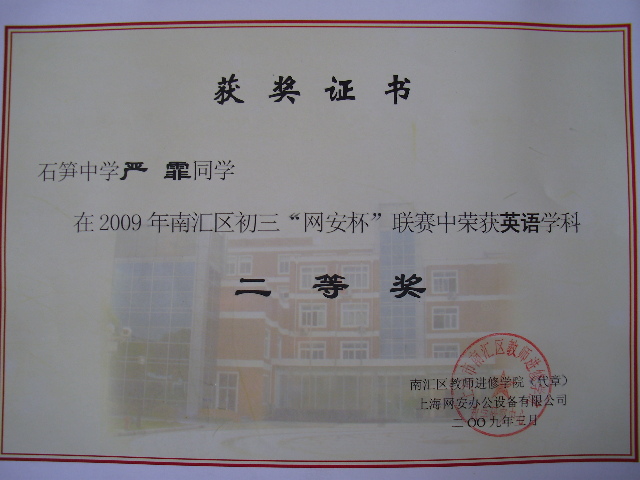 获奖证书
石笋中学严霏同学
在2009年南汇区初三“网安杯”联赛中荣获英语学科
二等奖
南汇区教师进修学院（代章）
上海网安办公设备有限公司
二OO九年三月